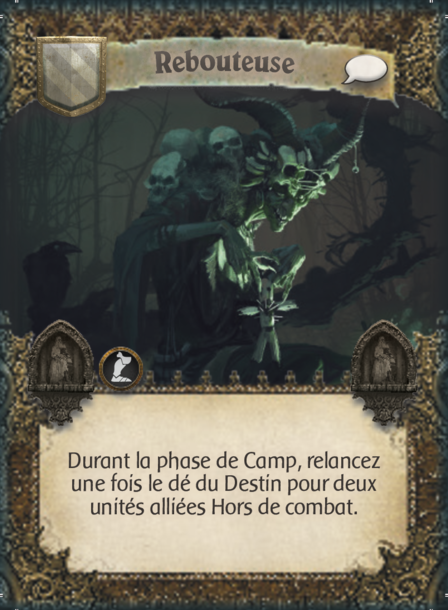 Rebouteuse
Durant la phase de Camp, relancez
une fois le dé du Destin pour deux
unités alliées Hors de combat.